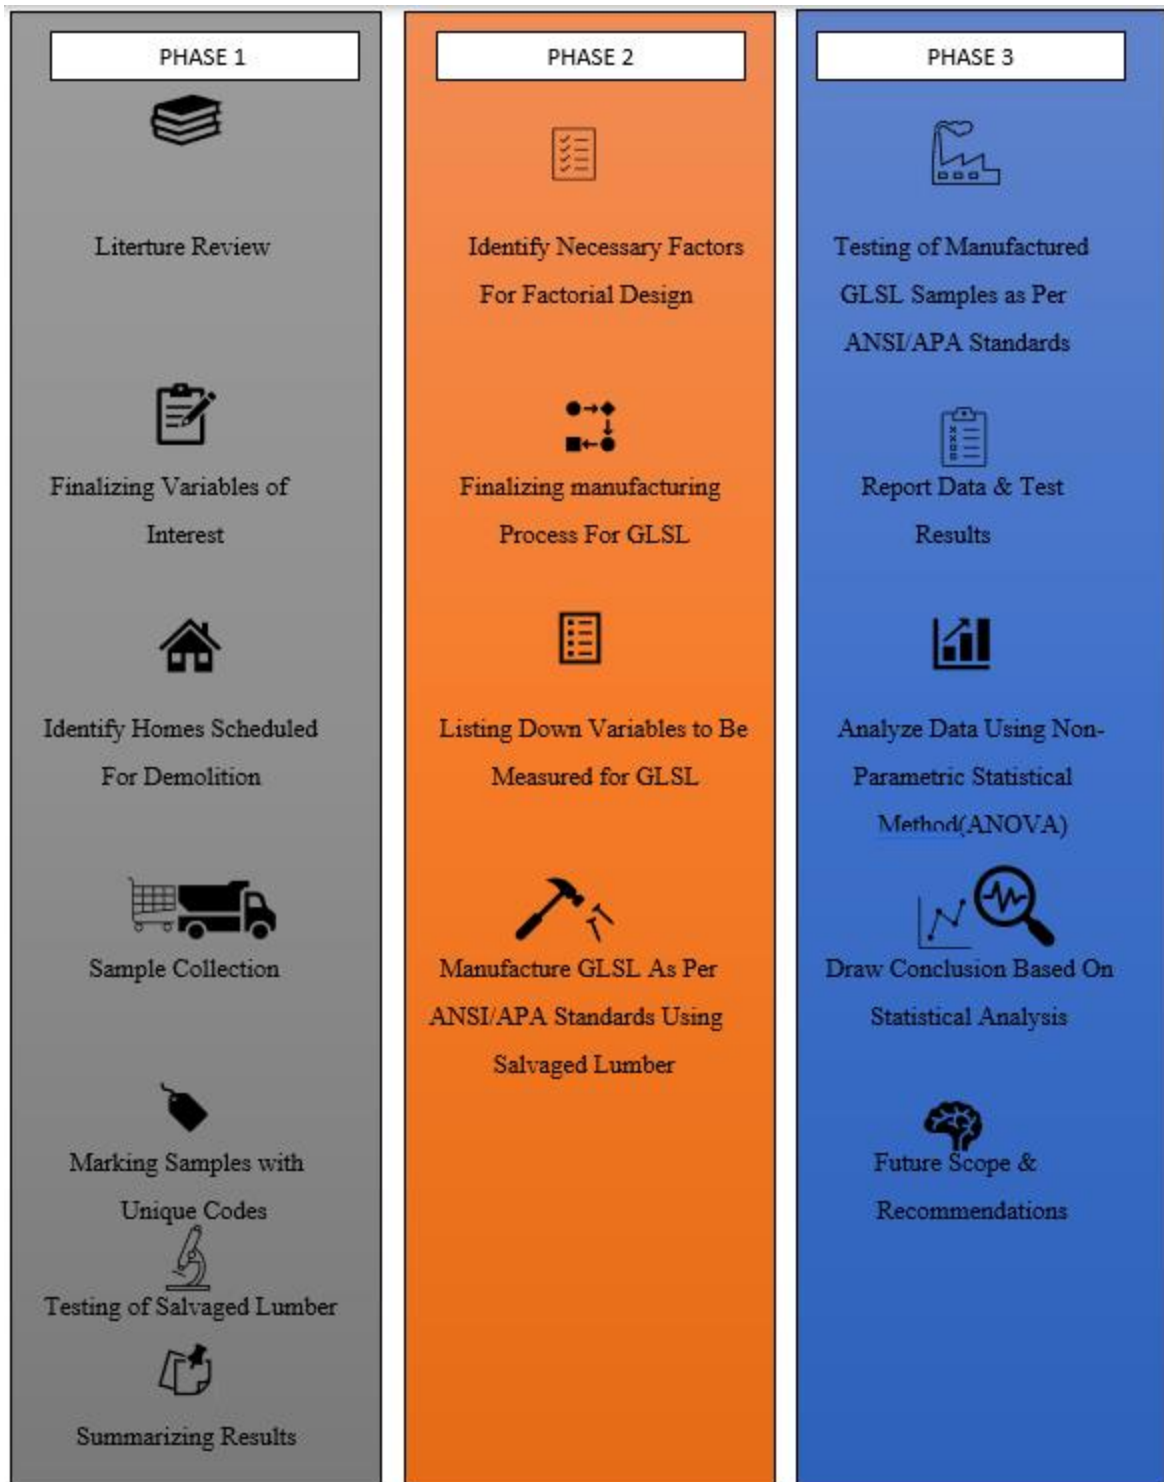 PHASE 1
Literture Review
Finalizing Variables of
Interest
Identify Homes Scheduled
For Demolition
Sample Collection
Marking Samples with
Unique Codes
Testing of Salvaged Lumber
Summarizing Results
PHASE 2
Identify Necessary Factors
For Factorial Design
Finalizing manufacturing
Process For GLSL
Listing Down Variables to Be
Measured for GLSL
Manufacture GLSL As Per
ANSI/APA Standards Using
Salvaged Lumber
PHASE 3
Testing of Manufactured
GLSL Samples as Per
ANSI/APA Standards
Report Data & Test
Results
Analyze Data Using Non-
Parametric Statistical
Method(ANOVA)
Draw Conclusion Based On
Statistical Analysis
Future Scope &
Recommendations